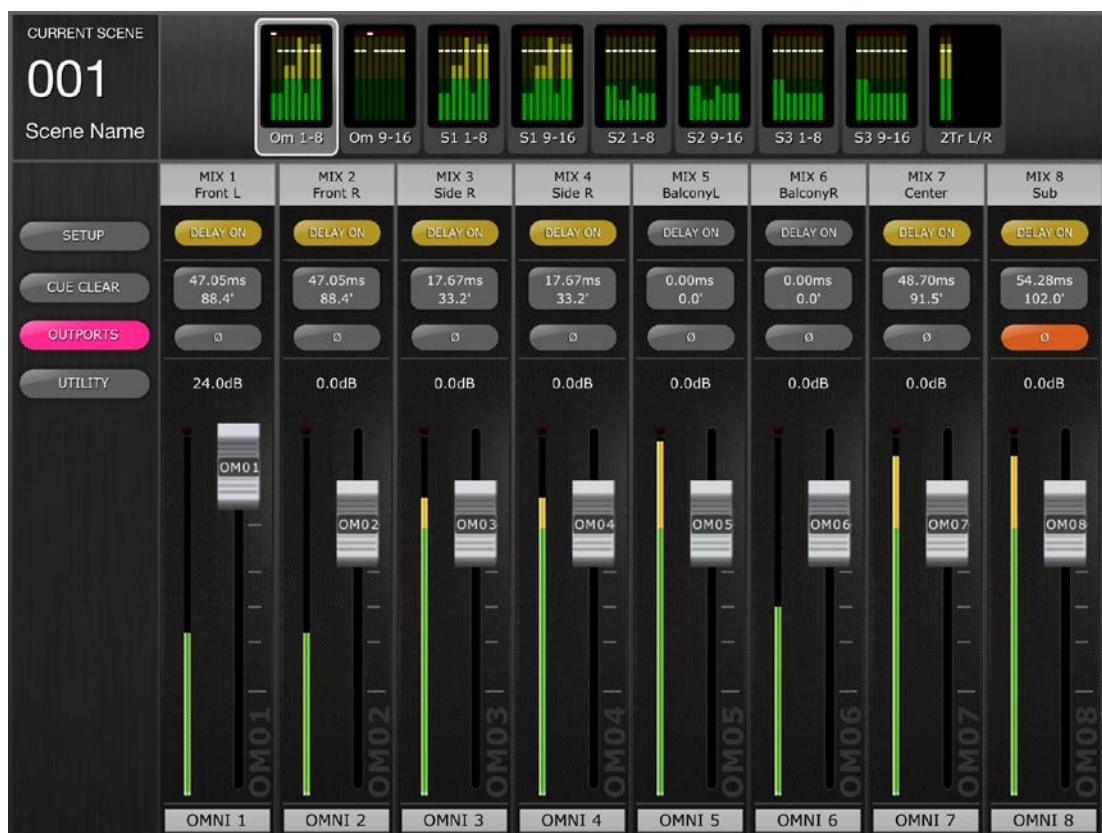 CURRENT SCENE
001
Scene Name
Om 1-8 Om 9-16 S1 1-8 S1 9-16 S2 1-8 S2 9-16 S3 1-8 S3 9-16 2Tr L/R
MIX 1 MIX 2 MIX 3 MIX 4 MIX 5 MIX 6 MIX 7 MIX 8
Front L Front R Side R Side R BalconyL BalconyR Center Sub
SETUP DELAY ON DELAY ON DELAY ON DELAY ON DELAY ON DELAY ON DELAY ON DELAY ON
CUE CLEAR
47.05ms 47.05ms 17.67ms 17.67ms 0.00ms 0.00ms 48.70ms 54.28ms
88.4' 88.4' 33.2' 33.2' 0.0' 0.0' 91.5' 102.0'
OUTPORTS Ø Ø Ø Ø Ø Ø Ø Ø
UTILITY 24.0dB 0.0dB 0.0dB 0.0dB 0.0dB 0.0dB 0.0dB 0.0dB
OM01 OM02 OM03 OM04 OM05 OM06 OM07 OM08
OM01 OM02 OM03 OM04 OM05 OM06 OM07 OM08
OMNI 1 OMNI 2 OMNI 3 OMNI 4 OMNI 5 OMNI 6 OMNI 7 OMNI 8